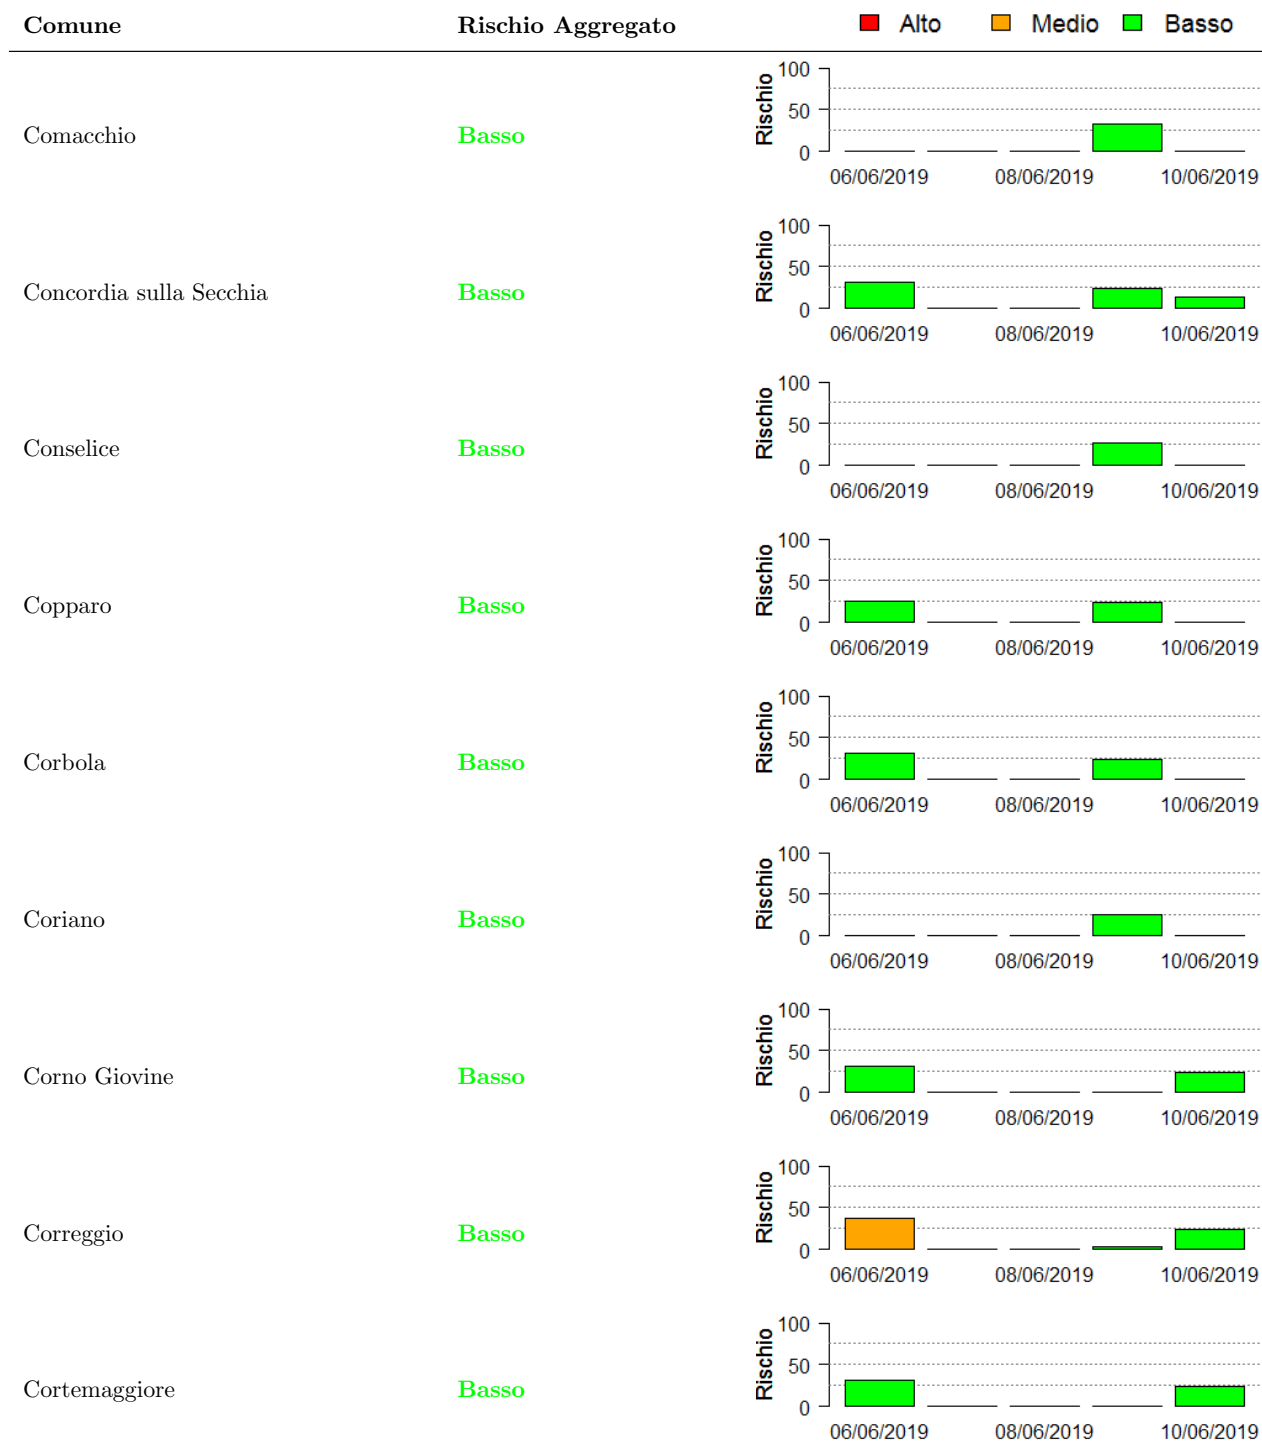 Comune Rischio Aggregato Alto Medio Basso
Comacchio Basso Rischio 100 50 0
06/06/2019 08/06/2019 10/06/2019
Concordia sulla Secchia Basso Rischio 100 50 0
06/06/2019 08/06/2019 10/06/2019
Conselice Basso Rischio 100 50 0
06/06/2019 08/06/2019 10/06/2019
Copparo Basso Rischio 100 50 0
06/06/2019 08/06/2019 10/06/2019
Corbola Basso Rischio 100 50 0
06/06/2019 08/06/2019 10/06/2019
Coriano Basso Rischio 100 50 0
06/06/2019 08/06/2019 10/06/2019
Corno Giovine Basso Rischio 100 50 0
06/06/2019 08/06/2019 10/06/2019
Correggio Basso Rischio 100 50 0
06/06/2019 08/06/2019 10/06/2019
Cortemaggiore Basso Rischio 100 50 0
06/06/2019 08/06/2019 10/06/2019